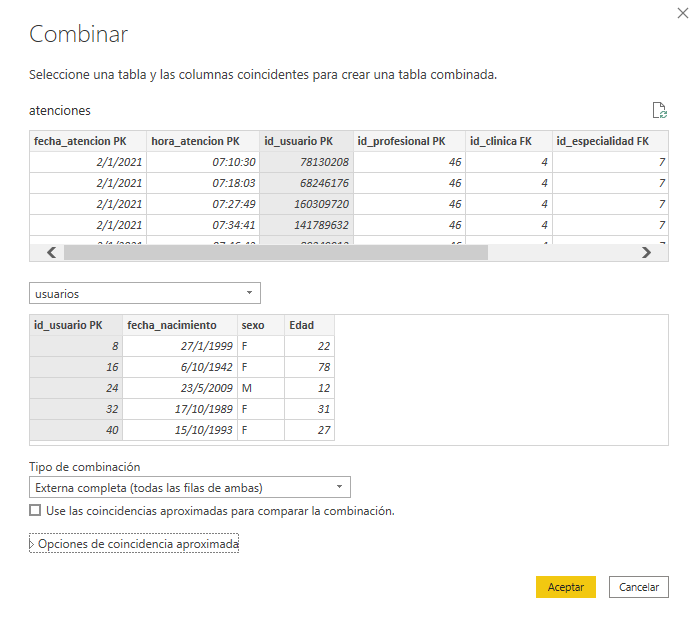 Combinar
Seleccione una tabla y las columnas coincidentes para crear una tabla combinada.
atenciones
fecha_atencion PK hora_atencion PK id_usuario PK id_profesional PK id_clinica FK id_especialidad FK
2/1/2021 07:10:30 78130208 46 4 7
2/1/2021 07:18:03 68246176 46 4 7
2/1/2021 07:27:49 160309720 46 4 7
2/1/2021 07:34:41 141789632 46 4 7
usuarios
id_usuario PK fecha_nacimiento sexo Edad
8 27/1/1999 F 22
16 6/10/1942 F 78
24 23/5/2009 M 12
32 17/10/1989 F 31
40 15/10/1993 F 27
Tipo de combinación
Externa completa (todas las filas de ambas)
Use las coincidencias aproximadas para comparar la combinación.
Opciones de coincidencia aproximada
Aceptar Cancelar